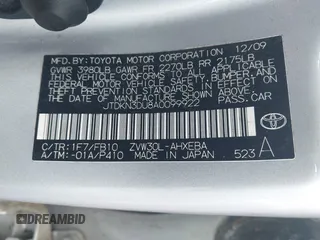 MFD.BY: TOYOTA MOTOR CORPORATION 12/09
GVWR 3980LB GAWR FR 2270LB RR 2175LB
THIS VEHICLE CONFORMS TO ALL APPLICABLE
FEDERAL MOTOR VEHICLE SAFETY, BUMPER, AND
THEFT PREVENTION STANDARDS IN EFFECT ON
THE DATE OF MANUFACTURE SHOWN ABOVE.
JTDKN3DU8A0099922
C/TR: 1F7/FB10 ZVW30L-AHXEBA
A/TM: -01A/P410 MADE IN JAPAN 523 A
TOYOTA
DREAMBID